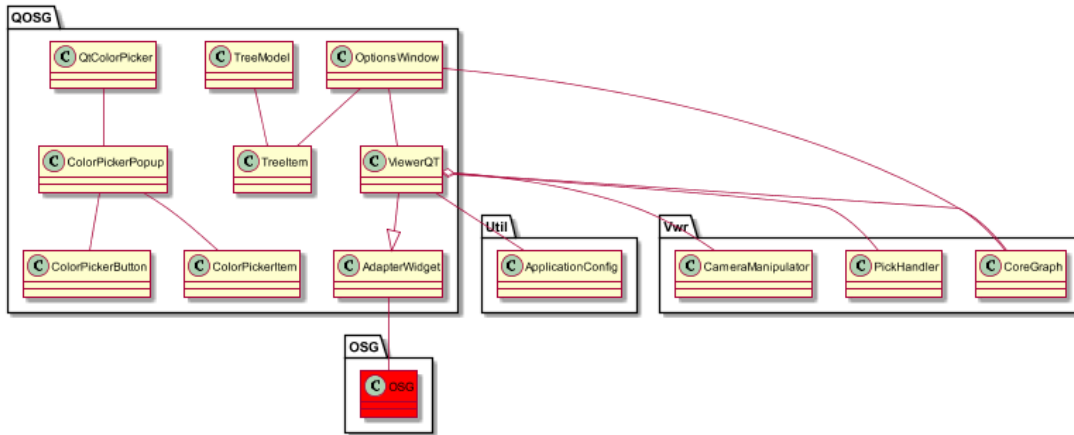 QOSG
C QtColorPicker
C TreeModel
C OptionsWindow
C ColorPickerPopup
C TreeItem
C ViewerQT
Util
Vwr
C ColorPickerButton
C ColorPickerItem
C AdapterWidget
C ApplicationConfig
C CameraManipulator
C PickHandler
C CoreGraph
OSG
C OSG